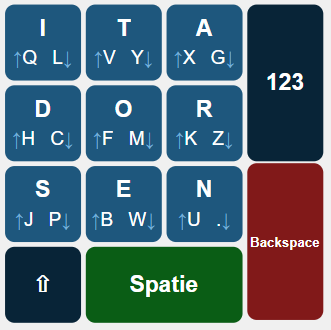 I T A
↑Q L↓ ↑V Y↓ ↑X G↓
123
D O R
↑H C↓ ↑F M↓ ↑K Z↓
S E N
↑J P↓ ↑B W↓ ↑U .↓
Backspace
⇧ Spatie